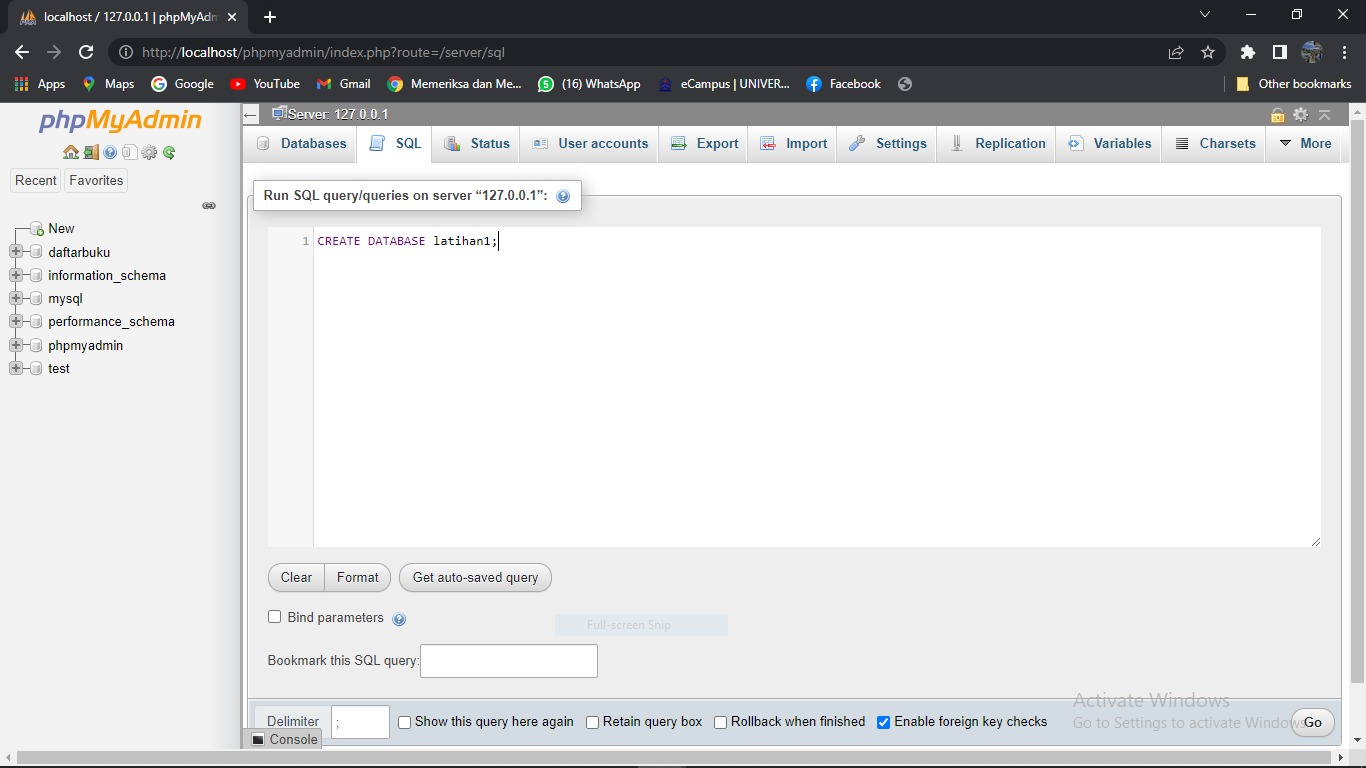 localhost / 127.0.0.1 | phpMyAdm
http://localhost/phpmyadmin/index.php?route=/server/sql
Apps Maps Google YouTube Gmail Memeriksa dan Me... (16) WhatsApp eCampus | UNIVER... Facebook Other bookmarks
phpMyAdmin
Recent Favorites
New
daftarbuku
information_schema
mysql
performance_schema
phpmyadmin
test
Server: 127.0.0.1
Databases SQL Status User accounts Export Import Settings Replication Variables Charsets More
Run SQL query/queries on server “127.0.0.1”:
1 CREATE DATABASE latihan1;
Clear Format Get auto-saved query
Bind parameters
Full-screen Snip
Bookmark this SQL query:
Activate Windows
Go to Settings to activate Windows
Delimiter ; Show this query here again Retain query box Rollback when finished Enable foreign key checks Go
Console